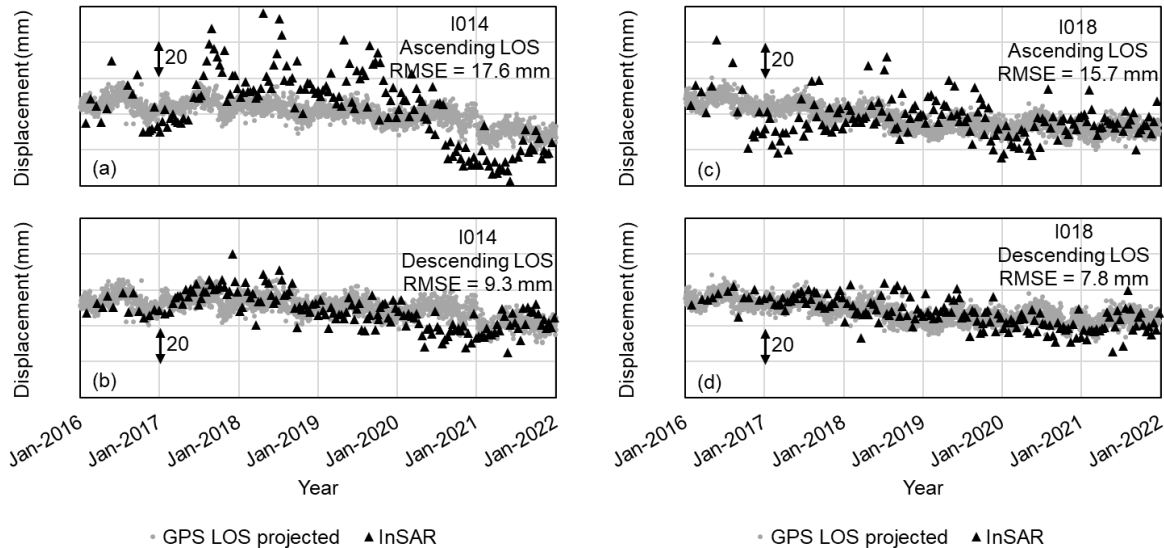 Displacement (mm)
I014
Ascending LOS
RMSE = 17.6 mm
20
(a)
Displacement (mm)
I014
Descending LOS
RMSE = 9.3 mm
20
(b)
Jan-2016
Jan-2017
Jan-2018
Jan-2019
Jan-2020
Jan-2021
Jan-2022
Year
Displacement (mm)
I018
Ascending LOS
RMSE = 15.7 mm
20
(c)
Displacement (mm)
I018
Descending LOS
RMSE = 7.8 mm
20
(d)
Jan-2016
Jan-2017
Jan-2018
Jan-2019
Jan-2020
Jan-2021
Jan-2022
Year
GPS LOS projected InSAR
GPS LOS projected InSAR